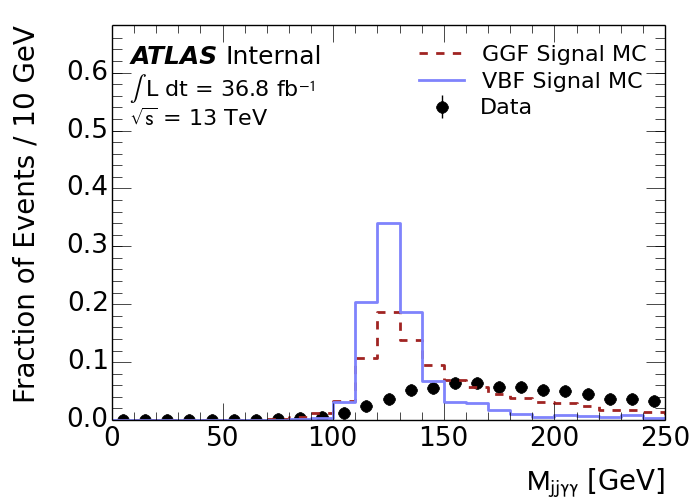 Fraction of Events / 10 GeV
ATLAS Internal
∫L dt = 36.8 fb⁻¹
√s = 13 TeV
GGF Signal MC
VBF Signal MC
Data
0.6
0.5
0.4
0.3
0.2
0.1
0.0
0 50 100 150 200 250
M_jjγγ [GeV]